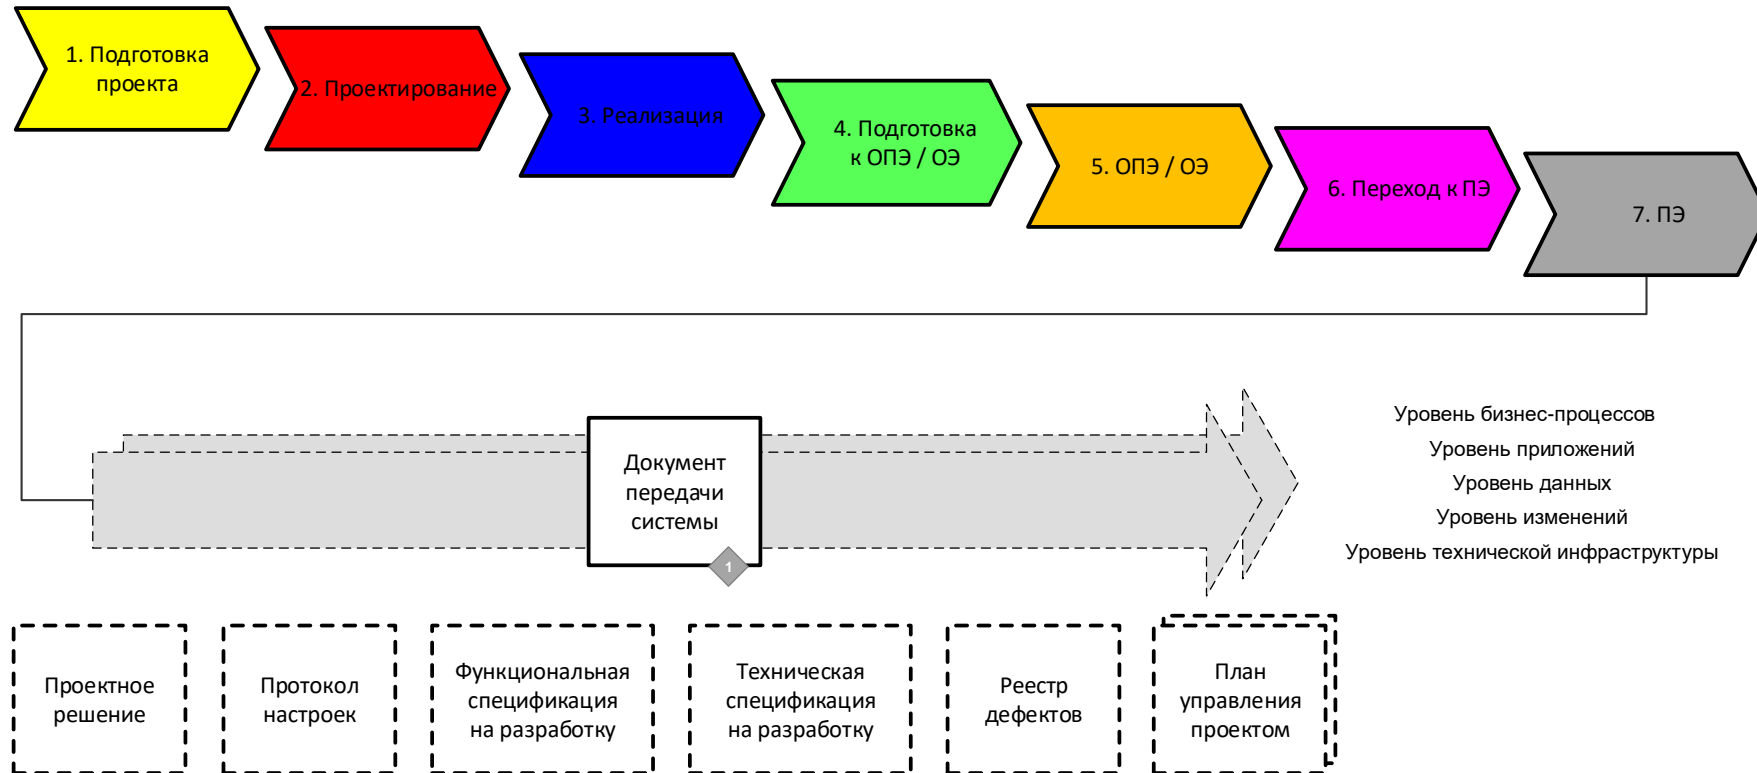 1. Подготовка
проекта
2. Проектирование
3. Реализация
4. Подготовка
к ОПЭ / ОЭ
5. ОПЭ / ОЭ
6. Переход к ПЭ
7. ПЭ
Документ
передачи
системы
1
Уровень бизнес-процессов
Уровень приложений
Уровень данных
Уровень изменений
Уровень технической инфраструктуры
Проектное
решение
Протокол
настроек
Функциональная
спецификация
на разработку
Техническая
спецификация
на разработку
Реестр
дефектов
План
управления
проектом